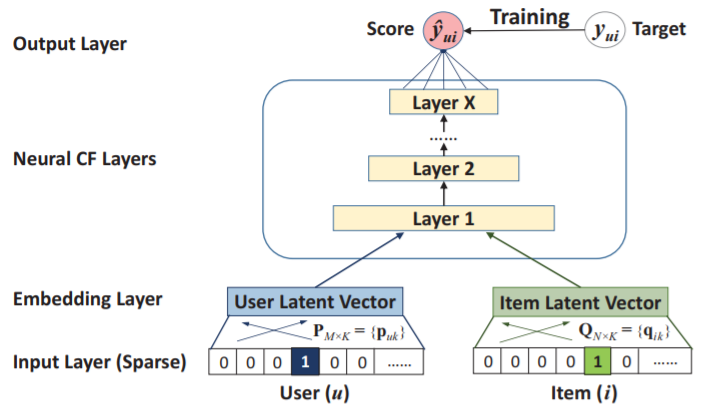 Output Layer
Score
ŷui
Training
yui
Target
Neural CF Layers
Layer X
......
Layer 2
Layer 1
Embedding Layer
User Latent Vector
Item Latent Vector
PM×K = {puk}
QN×K = {qik}
Input Layer (Sparse)
0 0 0 1 0 0 ......
0 0 0 0 1 0 ......
User (u)
Item (i)